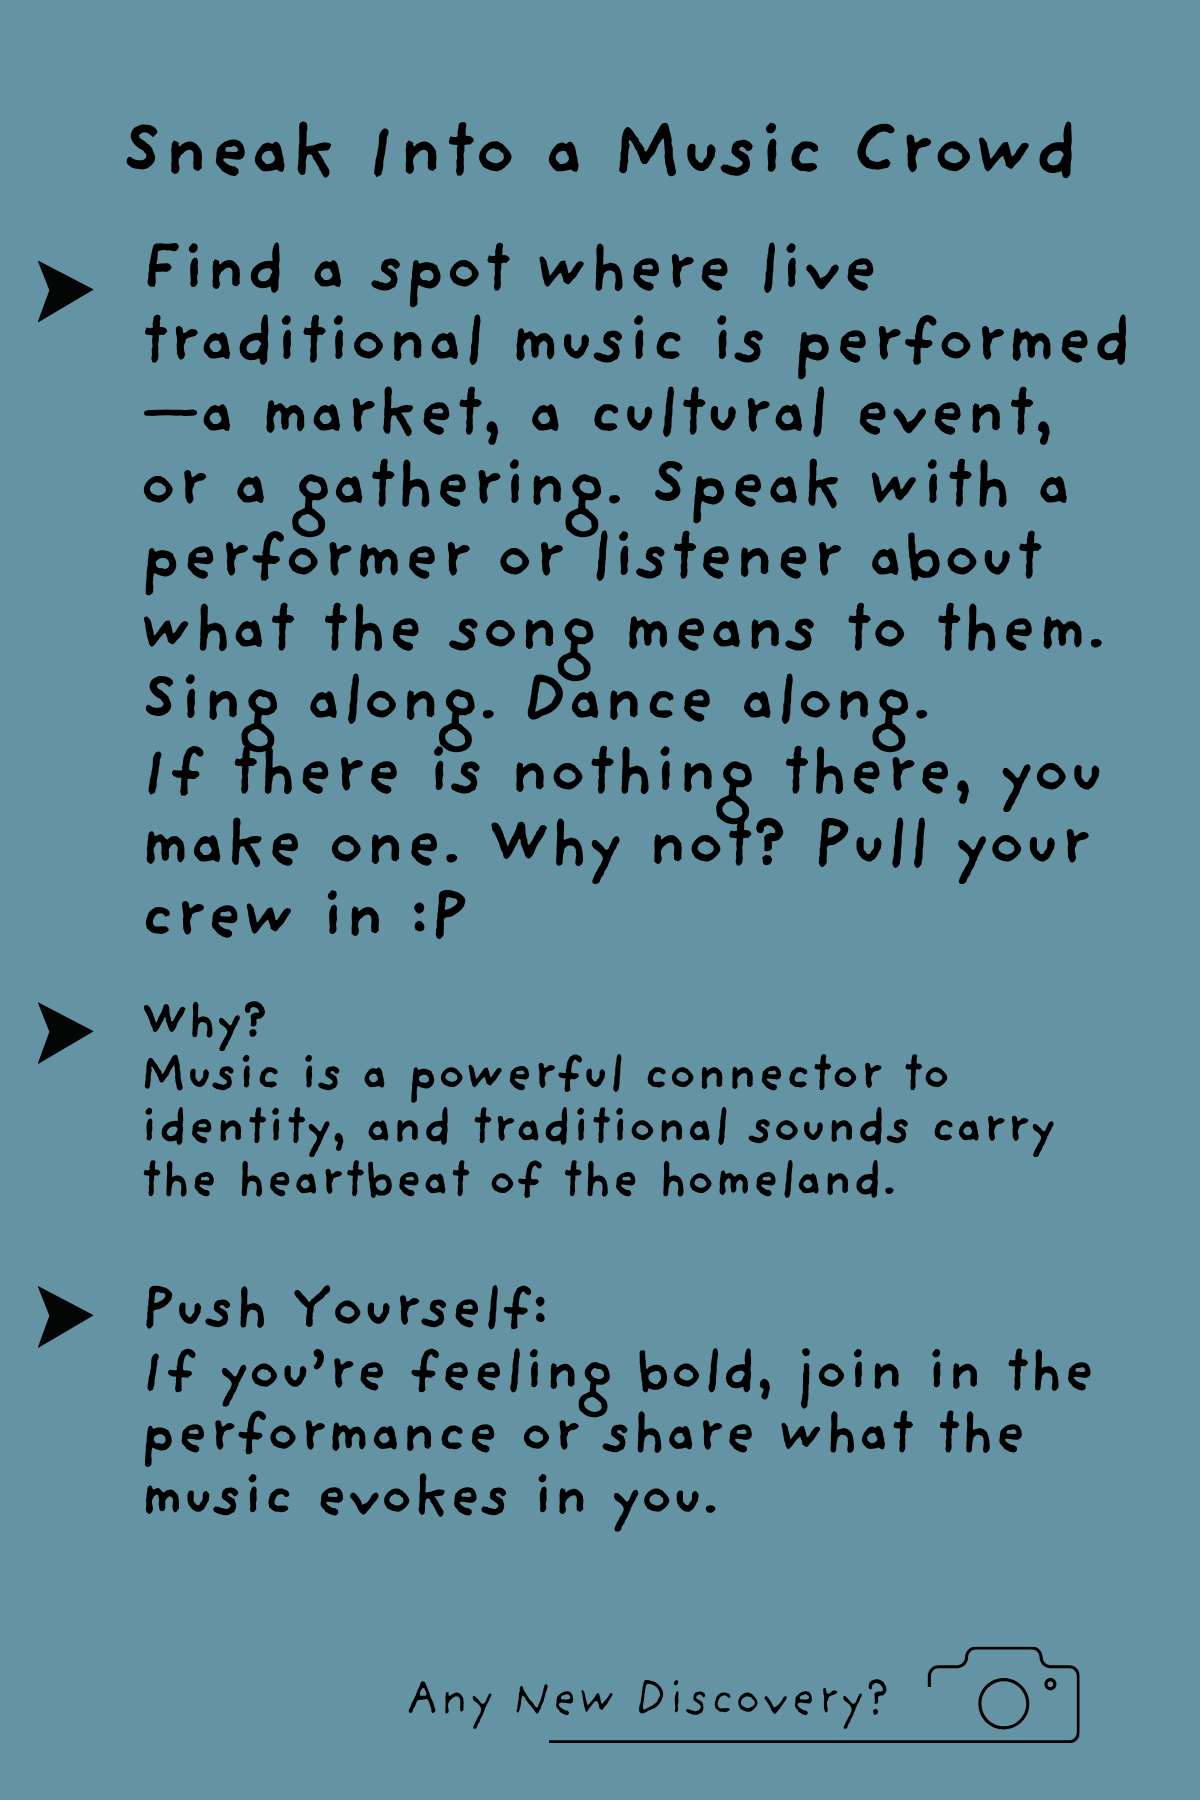 Sneak Into a Music Crowd
Find a spot where live
traditional music is performed
—a market, a cultural event,
or a gathering. Speak with a
performer or listener about
what the song means to them.
Sing along. Dance along.
If there is nothing there, you
make one. Why not? Pull your
crew in :P
Why?
Music is a powerful connector to
identity, and traditional sounds carry
the heartbeat of the homeland.
Push Yourself:
If you’re feeling bold, join in the
performance or share what the
music evokes in you.
Any New Discovery?